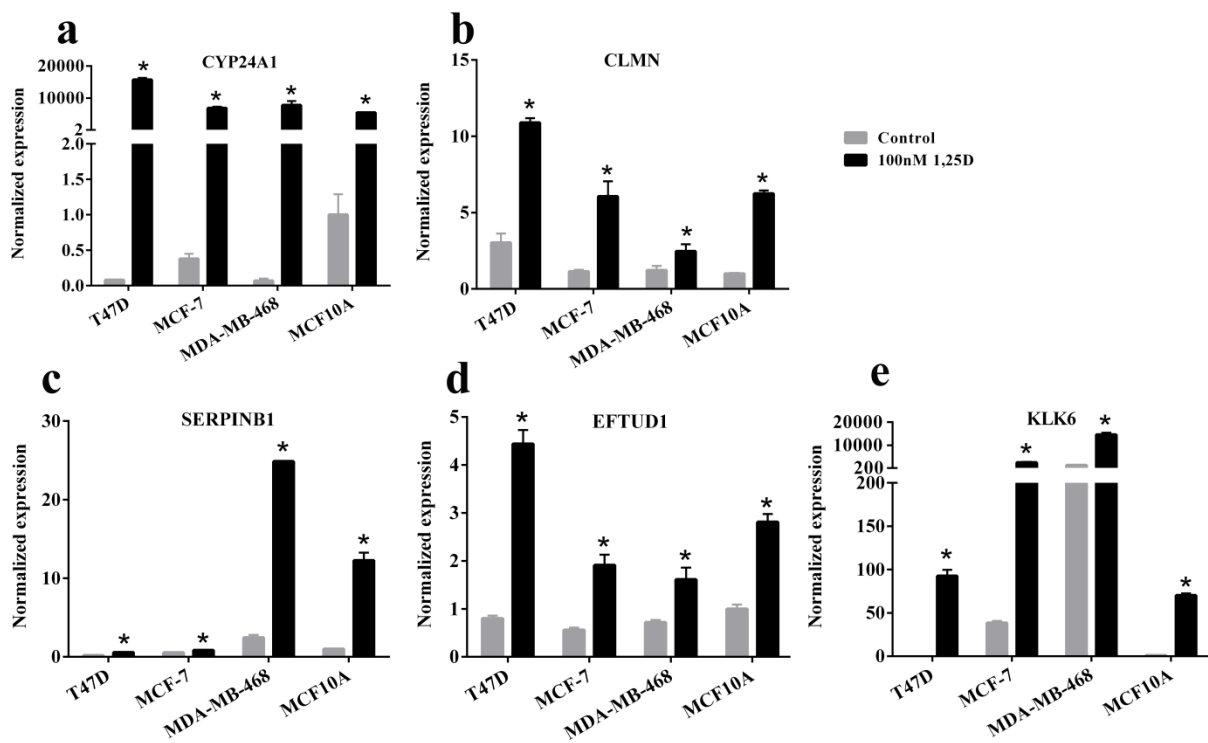 a
CYP24A1
Normalized expression
20000
10000
2
2.0
1.5
1.0
0.5
0.0
*
*
*
*
T47D
MCF-7
MDA-MB-468
MCF10A
b
CLMN
Normalized expression
15
10
5
0
*
*
*
*
T47D
MCF-7
MDA-MB-468
MCF10A
Control
100nM 1,25D
c
SERPINB1
Normalized expression
30
20
10
0
*
*
*
*
T47D
MCF-7
MDA-MB-468
MCF10A
d
EFTUD1
Normalized expression
5
4
3
2
1
0
*
*
*
*
T47D
MCF-7
MDA-MB-468
MCF10A
e
KLK6
Normalized expression
20000
10000
200
200
150
100
50
0
*
*
*
*
T47D
MCF-7
MDA-MB-468
MCF10A